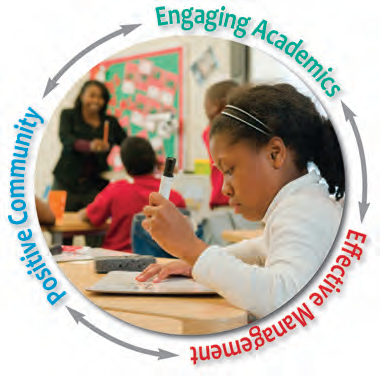 Engaging Academics
Effective Management
Positive Community